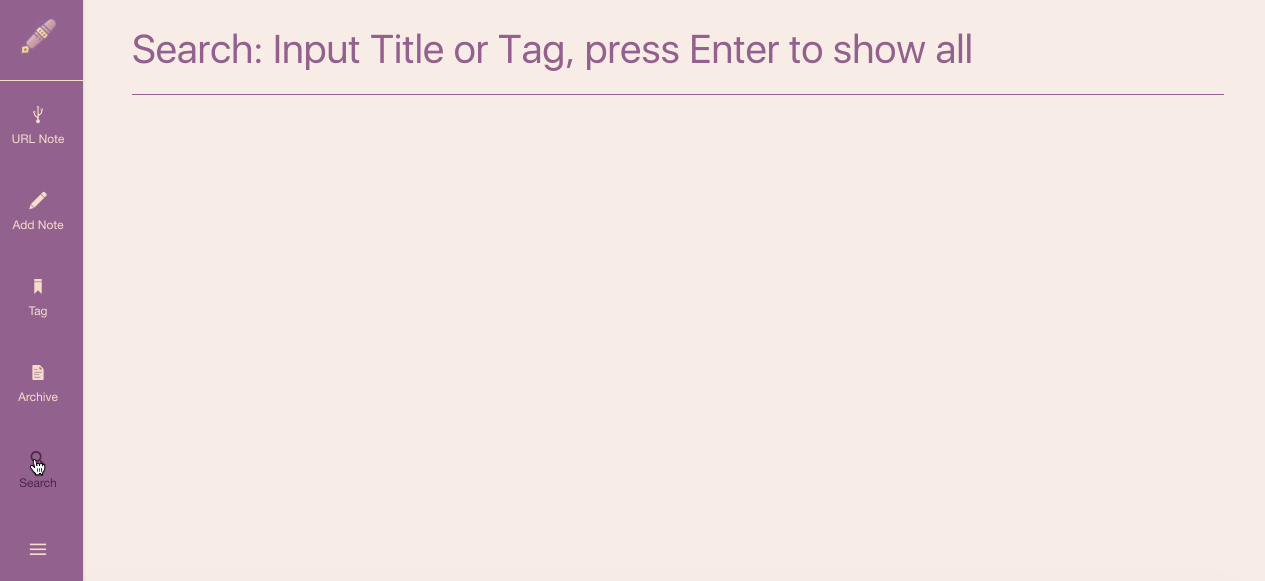 Search: Input Title or Tag, press Enter to show all
URL Note
Add Note
Tag
Archive
Search